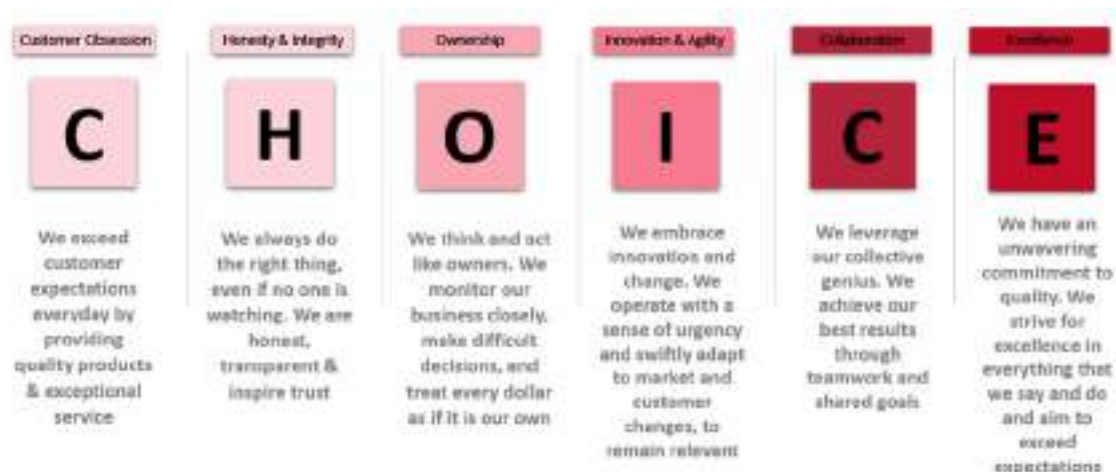 Customer Obsession
C
We exceed
customer
expectations
everyday by
providing
quality products
& exceptional
service
Honesty & Integrity
H
We always do
the right thing,
even if no one is
watching. We are
honest,
transparent &
inspire trust
Ownership
O
We think and act
like owners. We
monitor our
business closely,
make difficult
decisions, and
treat every dollar
as if it is our own
Innovation & Agility
I
We embrace
innovation and
change. We
operate with a
sense of urgency
and swiftly adapt
to market and
customer
changes, to
remain relevant
Collaboration
C
We leverage
our collective
genius. We
achieve our
best results
through
teamwork and
shared goals
Excellence
E
We have an
unwavering
commitment to
quality. We
strive for
excellence in
everything that
we say and do
and aim to
exceed
expectations